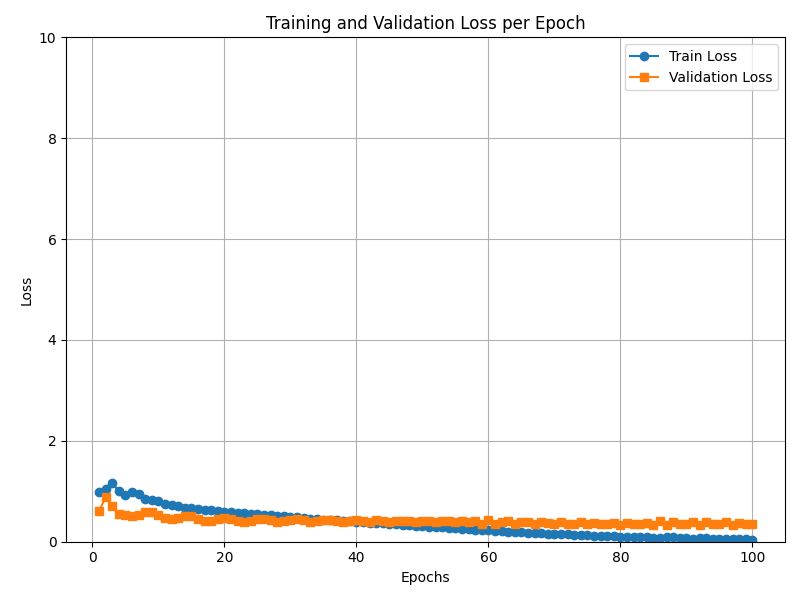 Training and Validation Loss per Epoch
Train Loss
Validation Loss
10
8
6
4
2
0
Loss
0 20 40 60 80 100
Epochs